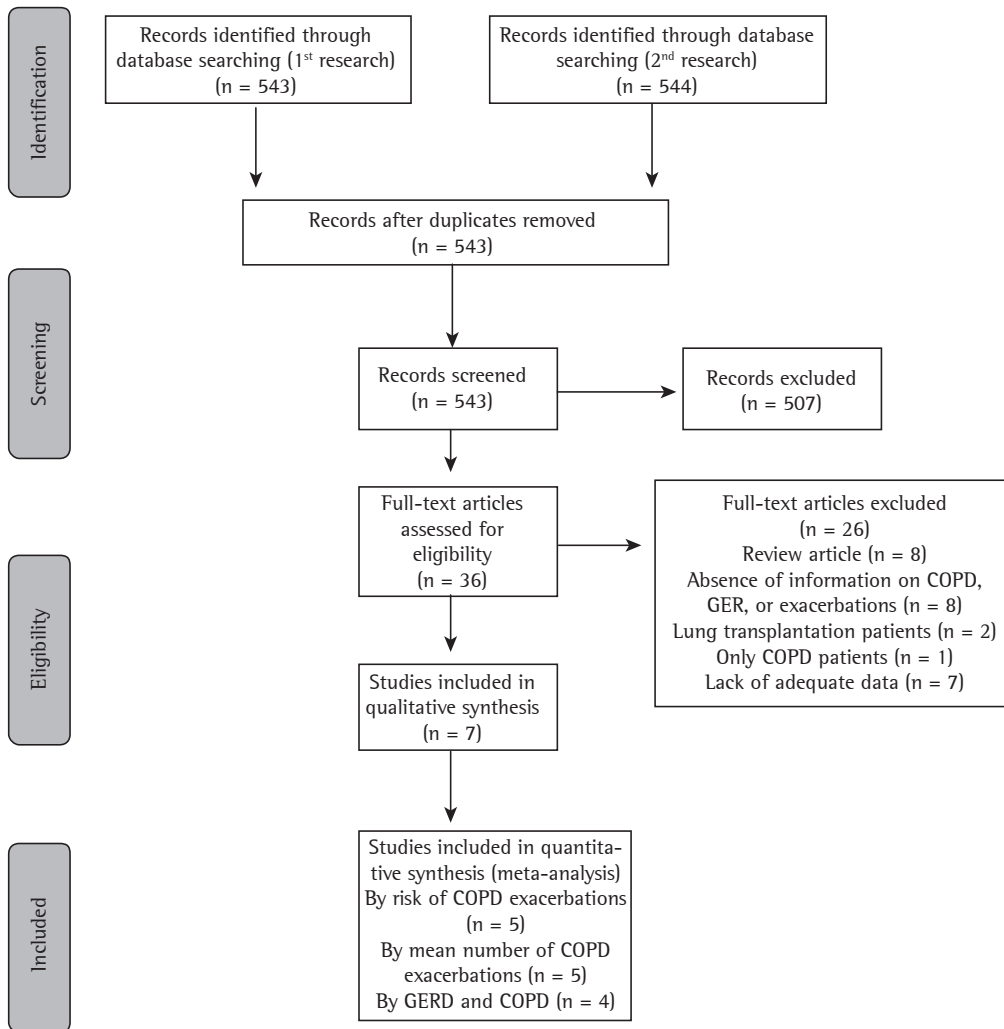 Identification
Records identified through
database searching (1st research)
(n = 543)
Records identified through database
searching (2nd research)
(n = 544)
Records after duplicates removed
(n = 543)
Screening
Records screened
(n = 543)
Records excluded
(n = 507)
Eligibility
Full-text articles
assessed for
eligibility
(n = 36)
Full-text articles excluded
(n = 26)
Review article (n = 8)
Absence of information on COPD,
GER, or exacerbations (n = 8)
Lung transplantation patients (n = 2)
Only COPD patients (n = 1)
Lack of adequate data (n = 7)
Studies included in
qualitative synthesis
(n = 7)
Included
Studies included in quantita-
tive synthesis (meta-analysis)
By risk of COPD exacerbations
(n = 5)
By mean number of COPD
exacerbations (n = 5)
By GERD and COPD (n = 4)